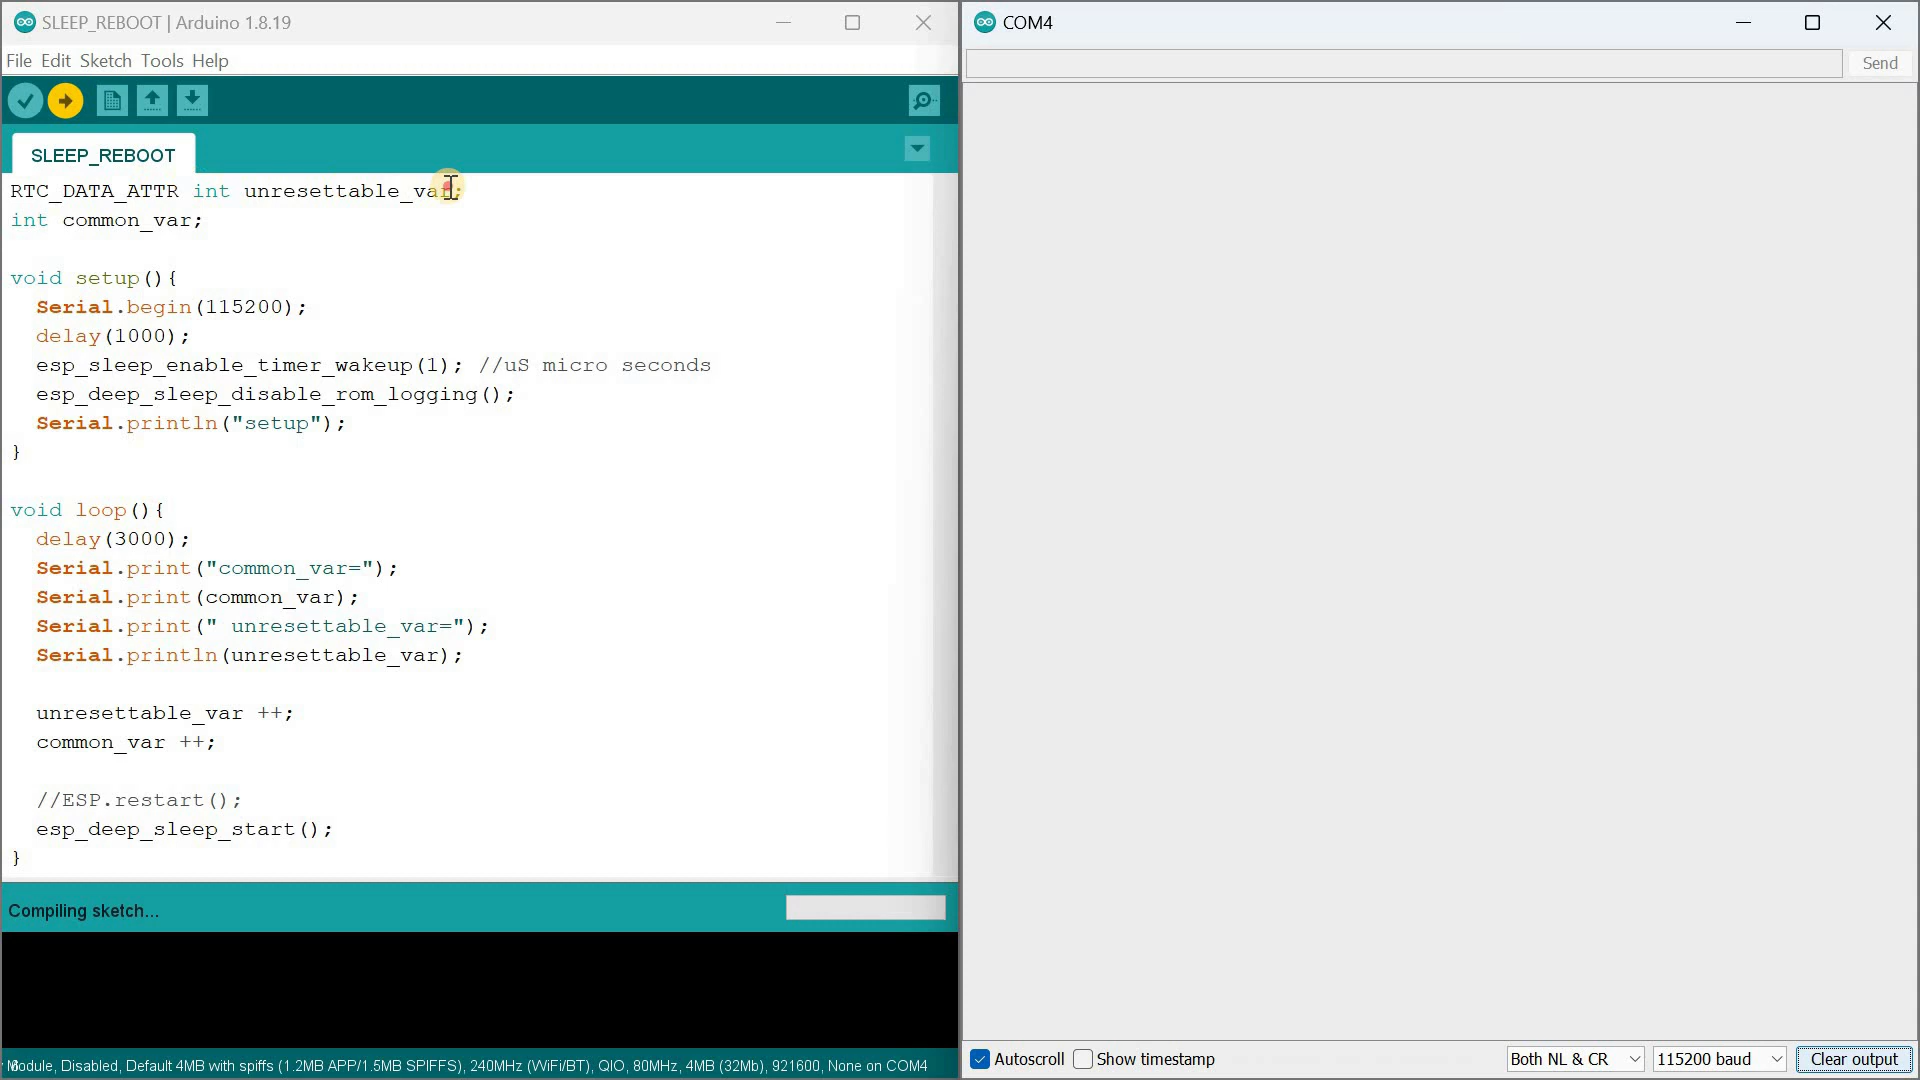 SLEEP_REBOOT | Arduino 1.8.19
File Edit Sketch Tools Help
SLEEP_REBOOT
RTC_DATA_ATTR int unresettable_var;
int common_var;
void setup(){
Serial.begin(115200);
delay(1000);
esp_sleep_enable_timer_wakeup(1); //uS micro seconds
esp_deep_sleep_disable_rom_logging();
Serial.println("setup");
}
void loop(){
delay(3000);
Serial.print("common_var=");
Serial.print(common_var);
Serial.print(" unresettable_var=");
Serial.println(unresettable_var);
unresettable_var ++;
common_var ++;
//ESP.restart();
esp_deep_sleep_start();
}
Compiling sketch...
Module, Disabled, Default 4MB with spiffs (1.2MB APP/1.5MB SPIFFS), 240MHz (WiFi/BT), QIO, 80MHz, 4MB (32Mb), 921600, None on COM4
COM4
Send
Autoscroll Show timestamp
Both NL & CR
115200 baud
Clear output